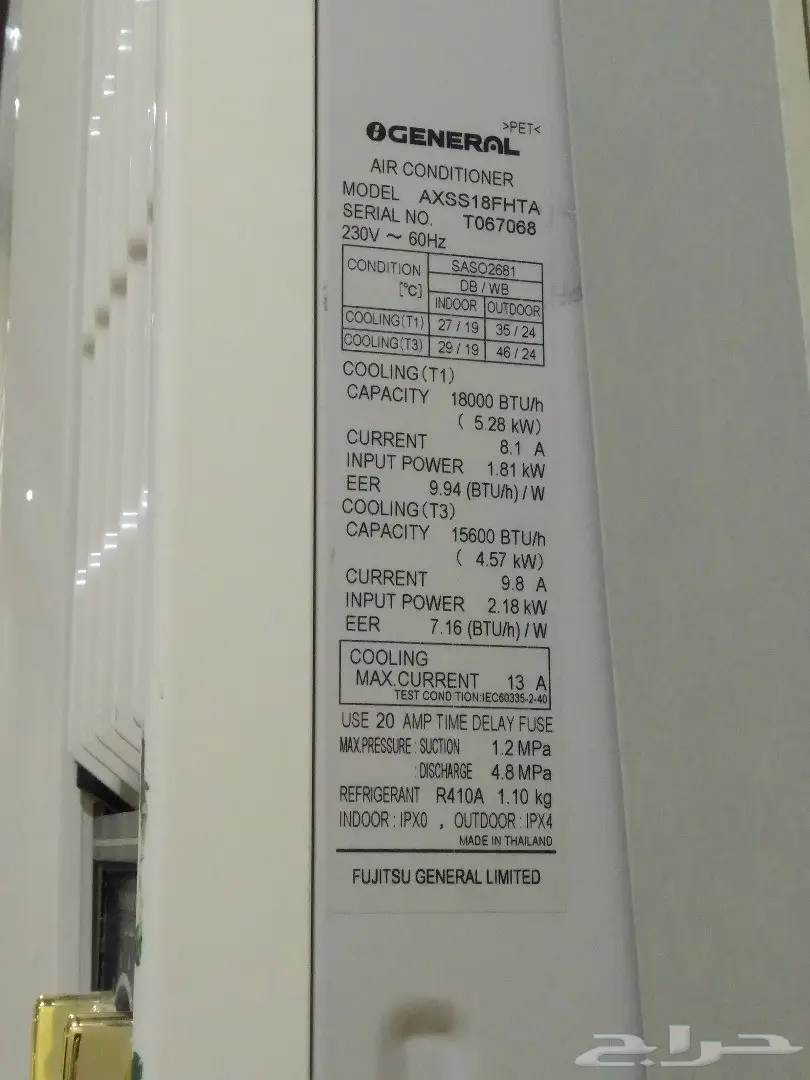 >PET<
GENERAL
AIR CONDITIONER
MODEL AXSS18FHTA
SERIAL NO. T067068
230V ~ 60Hz
CONDITION [°C] SASO2681
DB / WB
INDOOR OUTDOOR
COOLING(T1) 27 / 19 35 / 24
COOLING(T3) 29 / 19 46 / 24
COOLING(T1)
CAPACITY 18000 BTU/h
( 5.28 kW)
CURRENT 8.1 A
INPUT POWER 1.81 kW
EER 9.94 (BTU/h) / W
COOLING(T3)
CAPACITY 15600 BTU/h
( 4.57 kW)
CURRENT 9.8 A
INPUT POWER 2.18 kW
EER 7.16 (BTU/h) / W
COOLING
MAX.CURRENT 13 A
TEST CONDITION:IEC60335-2-40
USE 20 AMP TIME DELAY FUSE
MAX.PRESSURE : SUCTION 1.2 MPa
: DISCHARGE 4.8 MPa
REFRIGERANT R410A 1.10 kg
INDOOR : IPX0 , OUTDOOR : IPX4
MADE IN THAILAND
FUJITSU GENERAL LIMITED
حراج